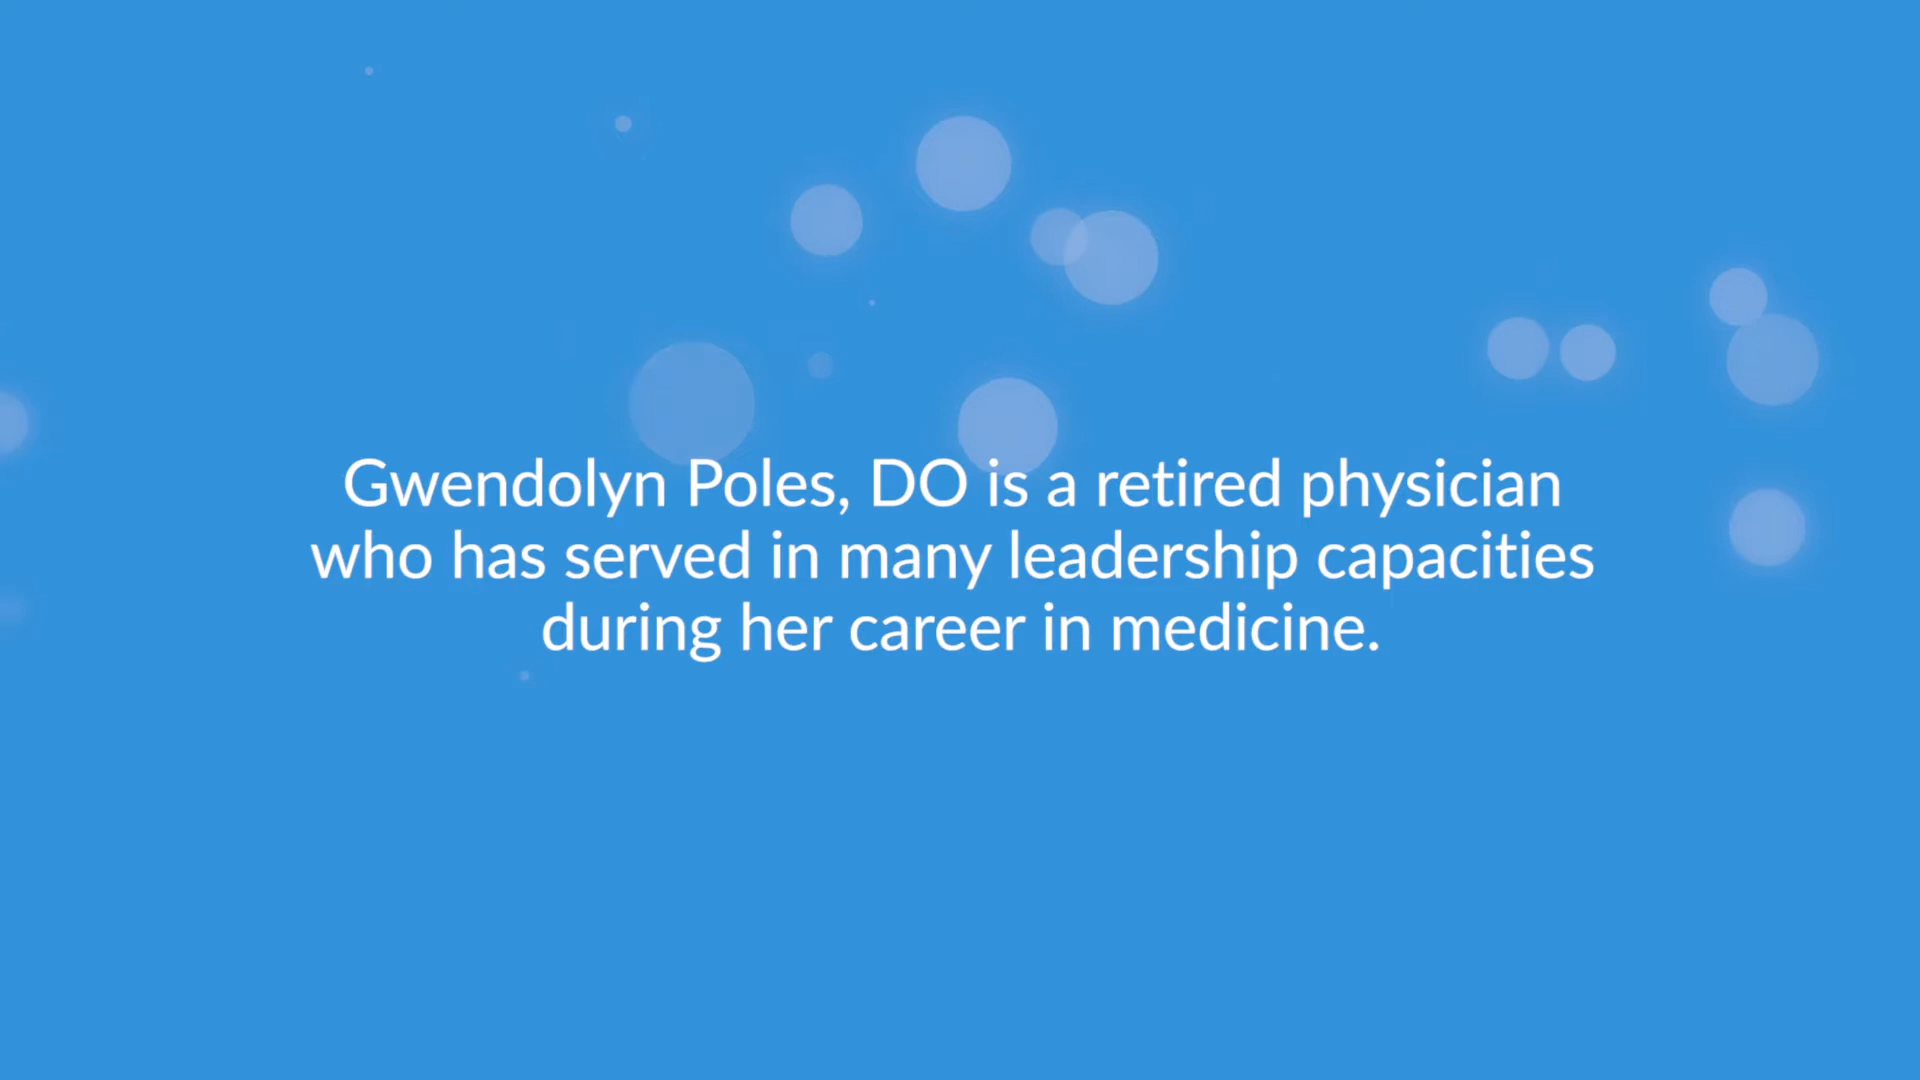 Gwendolyn Poles, DO is a retired physician
who has served in many leadership capacities
during her career in medicine.